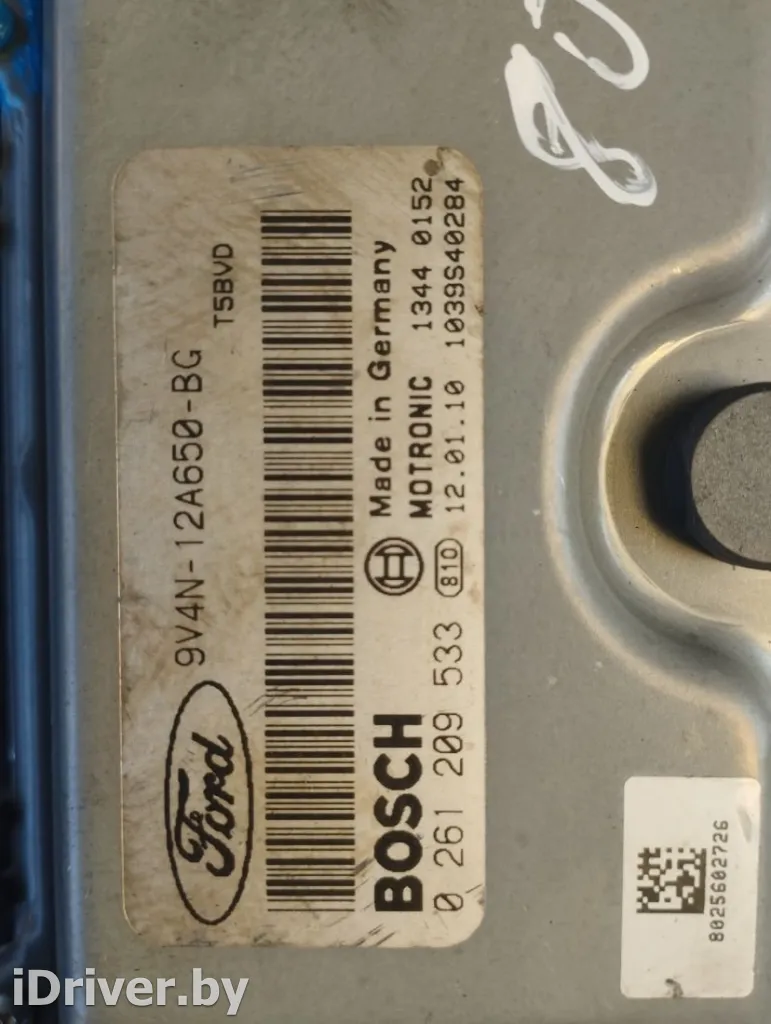 Ford 9V4N-12A650-BG
T5BVD
BOSCH Made in Germany
MOTRONIC 1344 0152
0 261 209 533 810 12.01.10 1039S40284
8025602726
iDriver.by